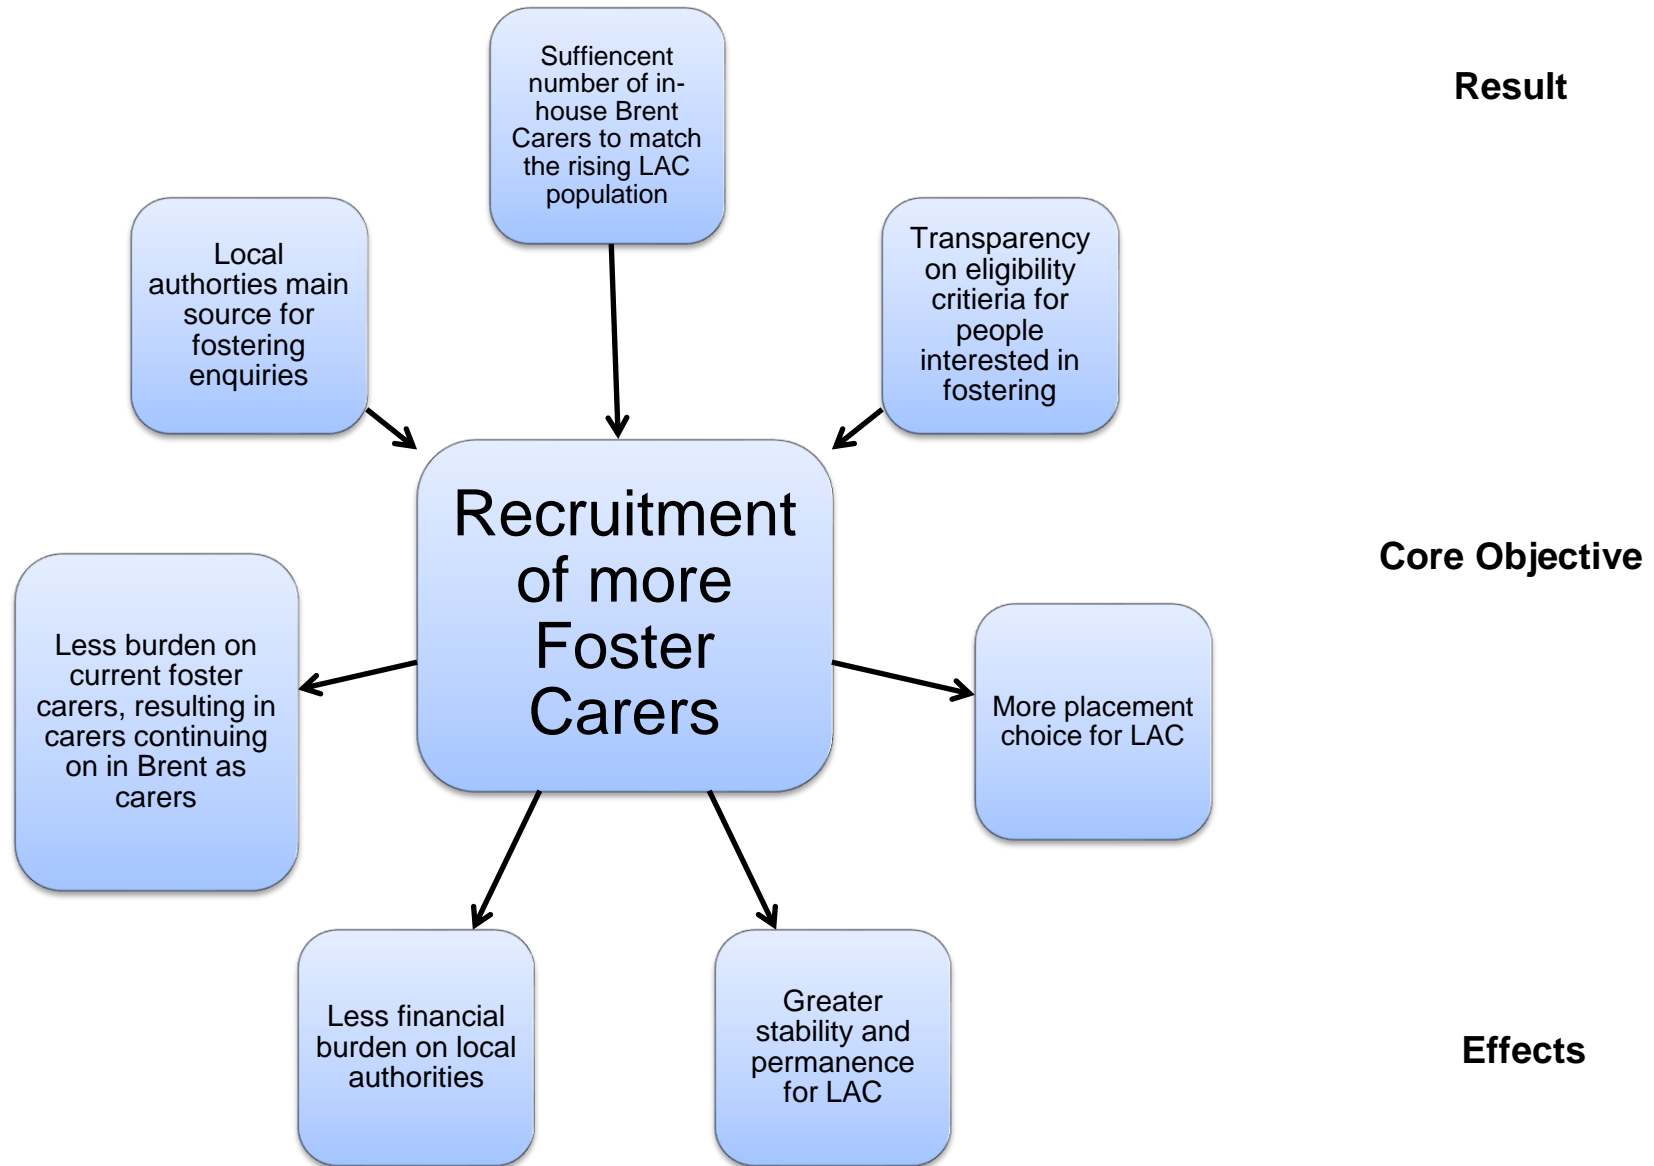 Suffiencent
number of in-
house Brent
Carers to match
the rising LAC
population
Result
Local
authorties main
source for
fostering
enquiries
Transparency
on eligibility
critieria for
people
interested in
fostering
Recruitment
of more
Foster
Carers
Core Objective
Less burden on
current foster
carers, resulting in
carers continuing
on in Brent as
carers
More placement
choice for LAC
Less financial
burden on local
authorities
Greater
stability and
permanence
for LAC
Effects